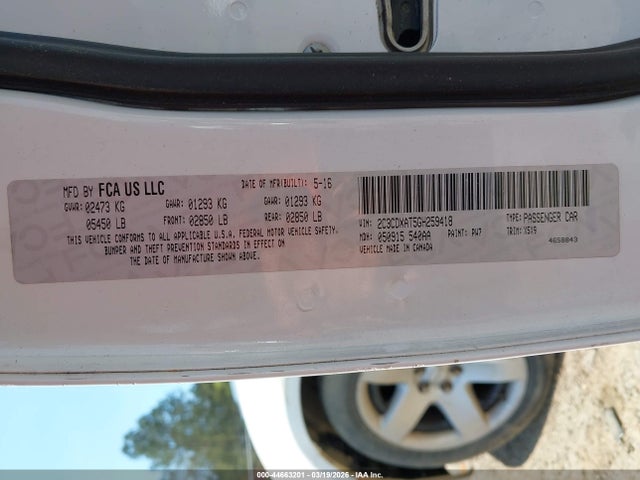 MFD BY FCA US LLC DATE OF MFR(BUILT): 5-16
GVWR: 02473 KG GAWR 01293 KG GAWR 01293 KG
05450 LB FRONT: 02850 LB REAR: 02850 LB
THIS VEHICLE CONFORMS TO ALL APPLICABLE U.S.A. FEDERAL MOTOR VEHICLE SAFETY,
BUMPER AND THEFT PREVENTION STANDARDS IN EFFECT ON
THE DATE OF MANUFACTURE SHOWN ABOVE.
VIN: 2C3CDXAT5GH259418 TYPE: PASSENGER CAR
MDH: 050915 540AA PAINT: PW7 TRIM: X5I9
VEHICLE MADE IN CANADA 4658843
000-44663201 - 03/19/2026 - IAA Inc.